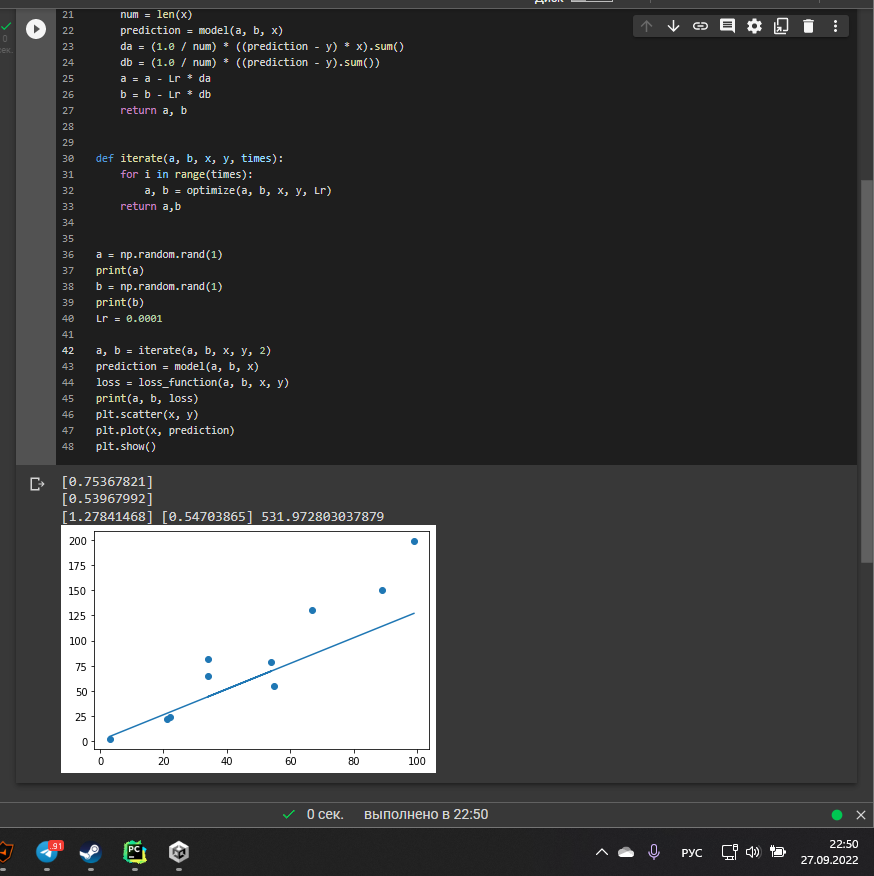 21 num = len(x)
22 prediction = model(a, b, x)
23 da = (1.0 / num) * ((prediction - y) * x).sum()
24 db = (1.0 / num) * ((prediction - y).sum())
25 a = a - Lr * da
26 b = b - Lr * db
27 return a, b
28
29
30 def iterate(a, b, x, y, times):
31 for i in range(times):
32 a, b = optimize(a, b, x, y, Lr)
33 return a,b
34
35
36 a = np.random.rand(1)
37 print(a)
38 b = np.random.rand(1)
39 print(b)
40 Lr = 0.0001
41
42 a, b = iterate(a, b, x, y, 2)
43 prediction = model(a, b, x)
44 loss = loss_function(a, b, x, y)
45 print(a, b, loss)
46 plt.scatter(x, y)
47 plt.plot(x, prediction)
48 plt.show()
[0.75367821]
[0.53967992]
[1.27841468] [0.54703865] 531.972803037879
200
175
150
125
100
75
50
25
0
0 20 40 60 80 100
0 сек. выполнено в 22:50
91
PC
РУС
22:50
27.09.2022